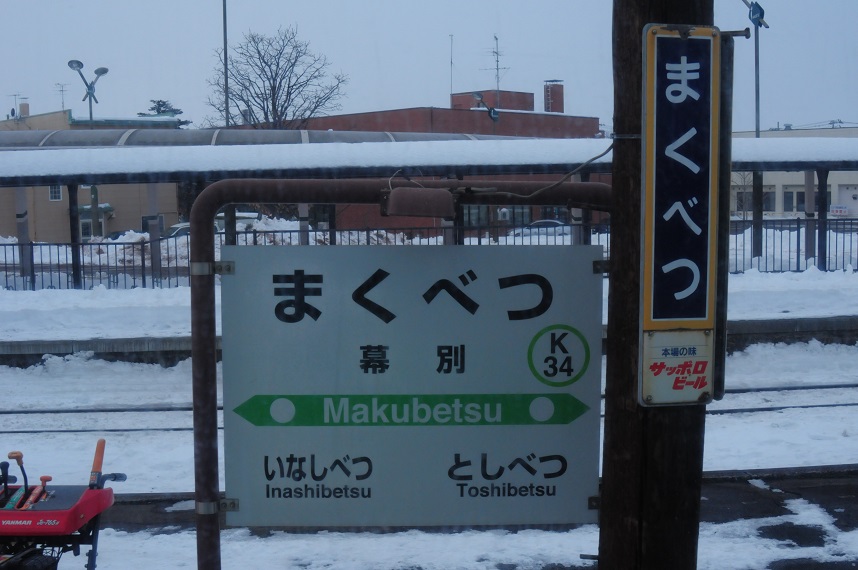 まくべつ
幕別
K
34
Makubetsu
いなしべつ
Inashibetsu
としべつ
Toshibetsu
まくべつ
本場の味
サッポロ
ビール
YANMAR